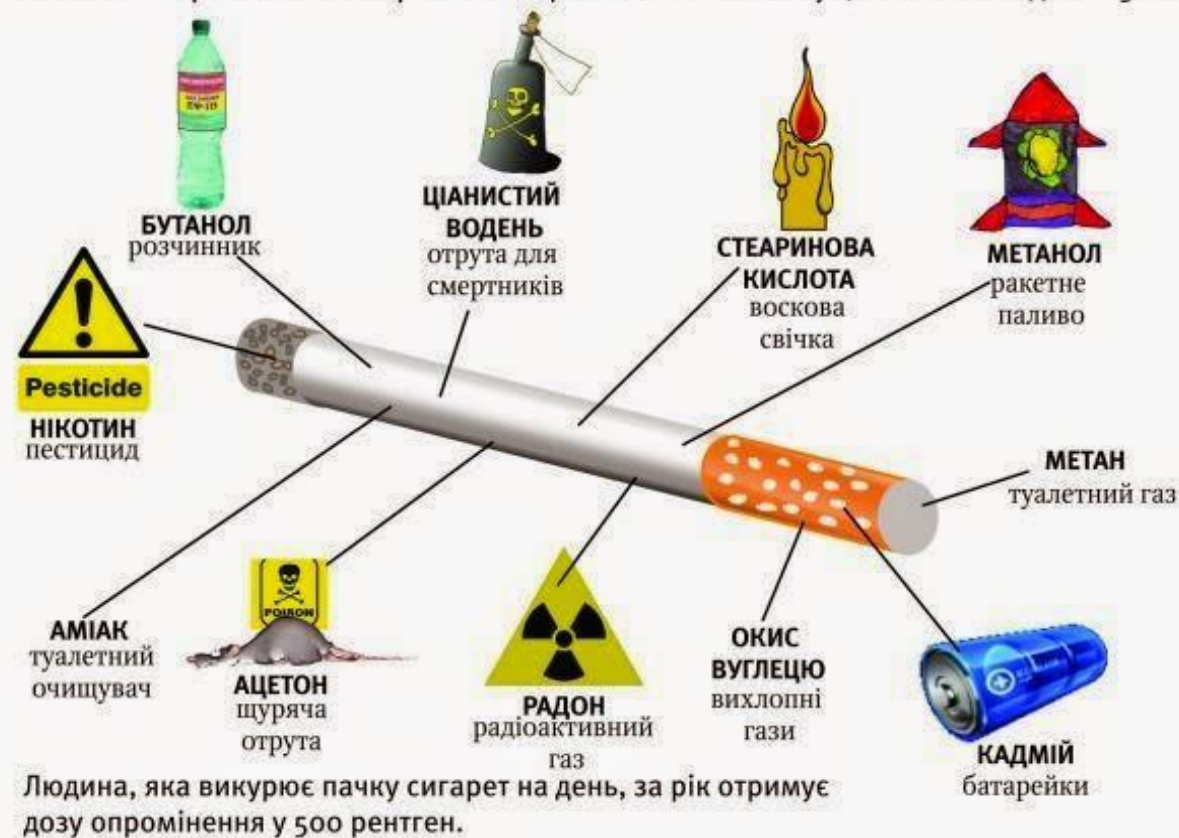 БУТАНОЛ
розчинник
ЦІАНИСТИЙ
ВОДЕНЬ
отрута для
смертників
СТЕАРИНОВА
КИСЛОТА
воскова
свічка
МЕТАНОЛ
ракетне
паливо
Pesticide
НІКОТИН
пестицид
МЕТАН
туалетний газ
АМІАК
туалетний
очищувач
POISON
АЦЕТОН
щуряча
отрута
РАДОН
радіоактивний
газ
ОКИС
ВУГЛЕЦЮ
вихлопні
гази
КАДМІЙ
батарейки
Людина, яка викурює пачку сигарет на день, за рік отримує
дозу опромінення у 500 рентген.